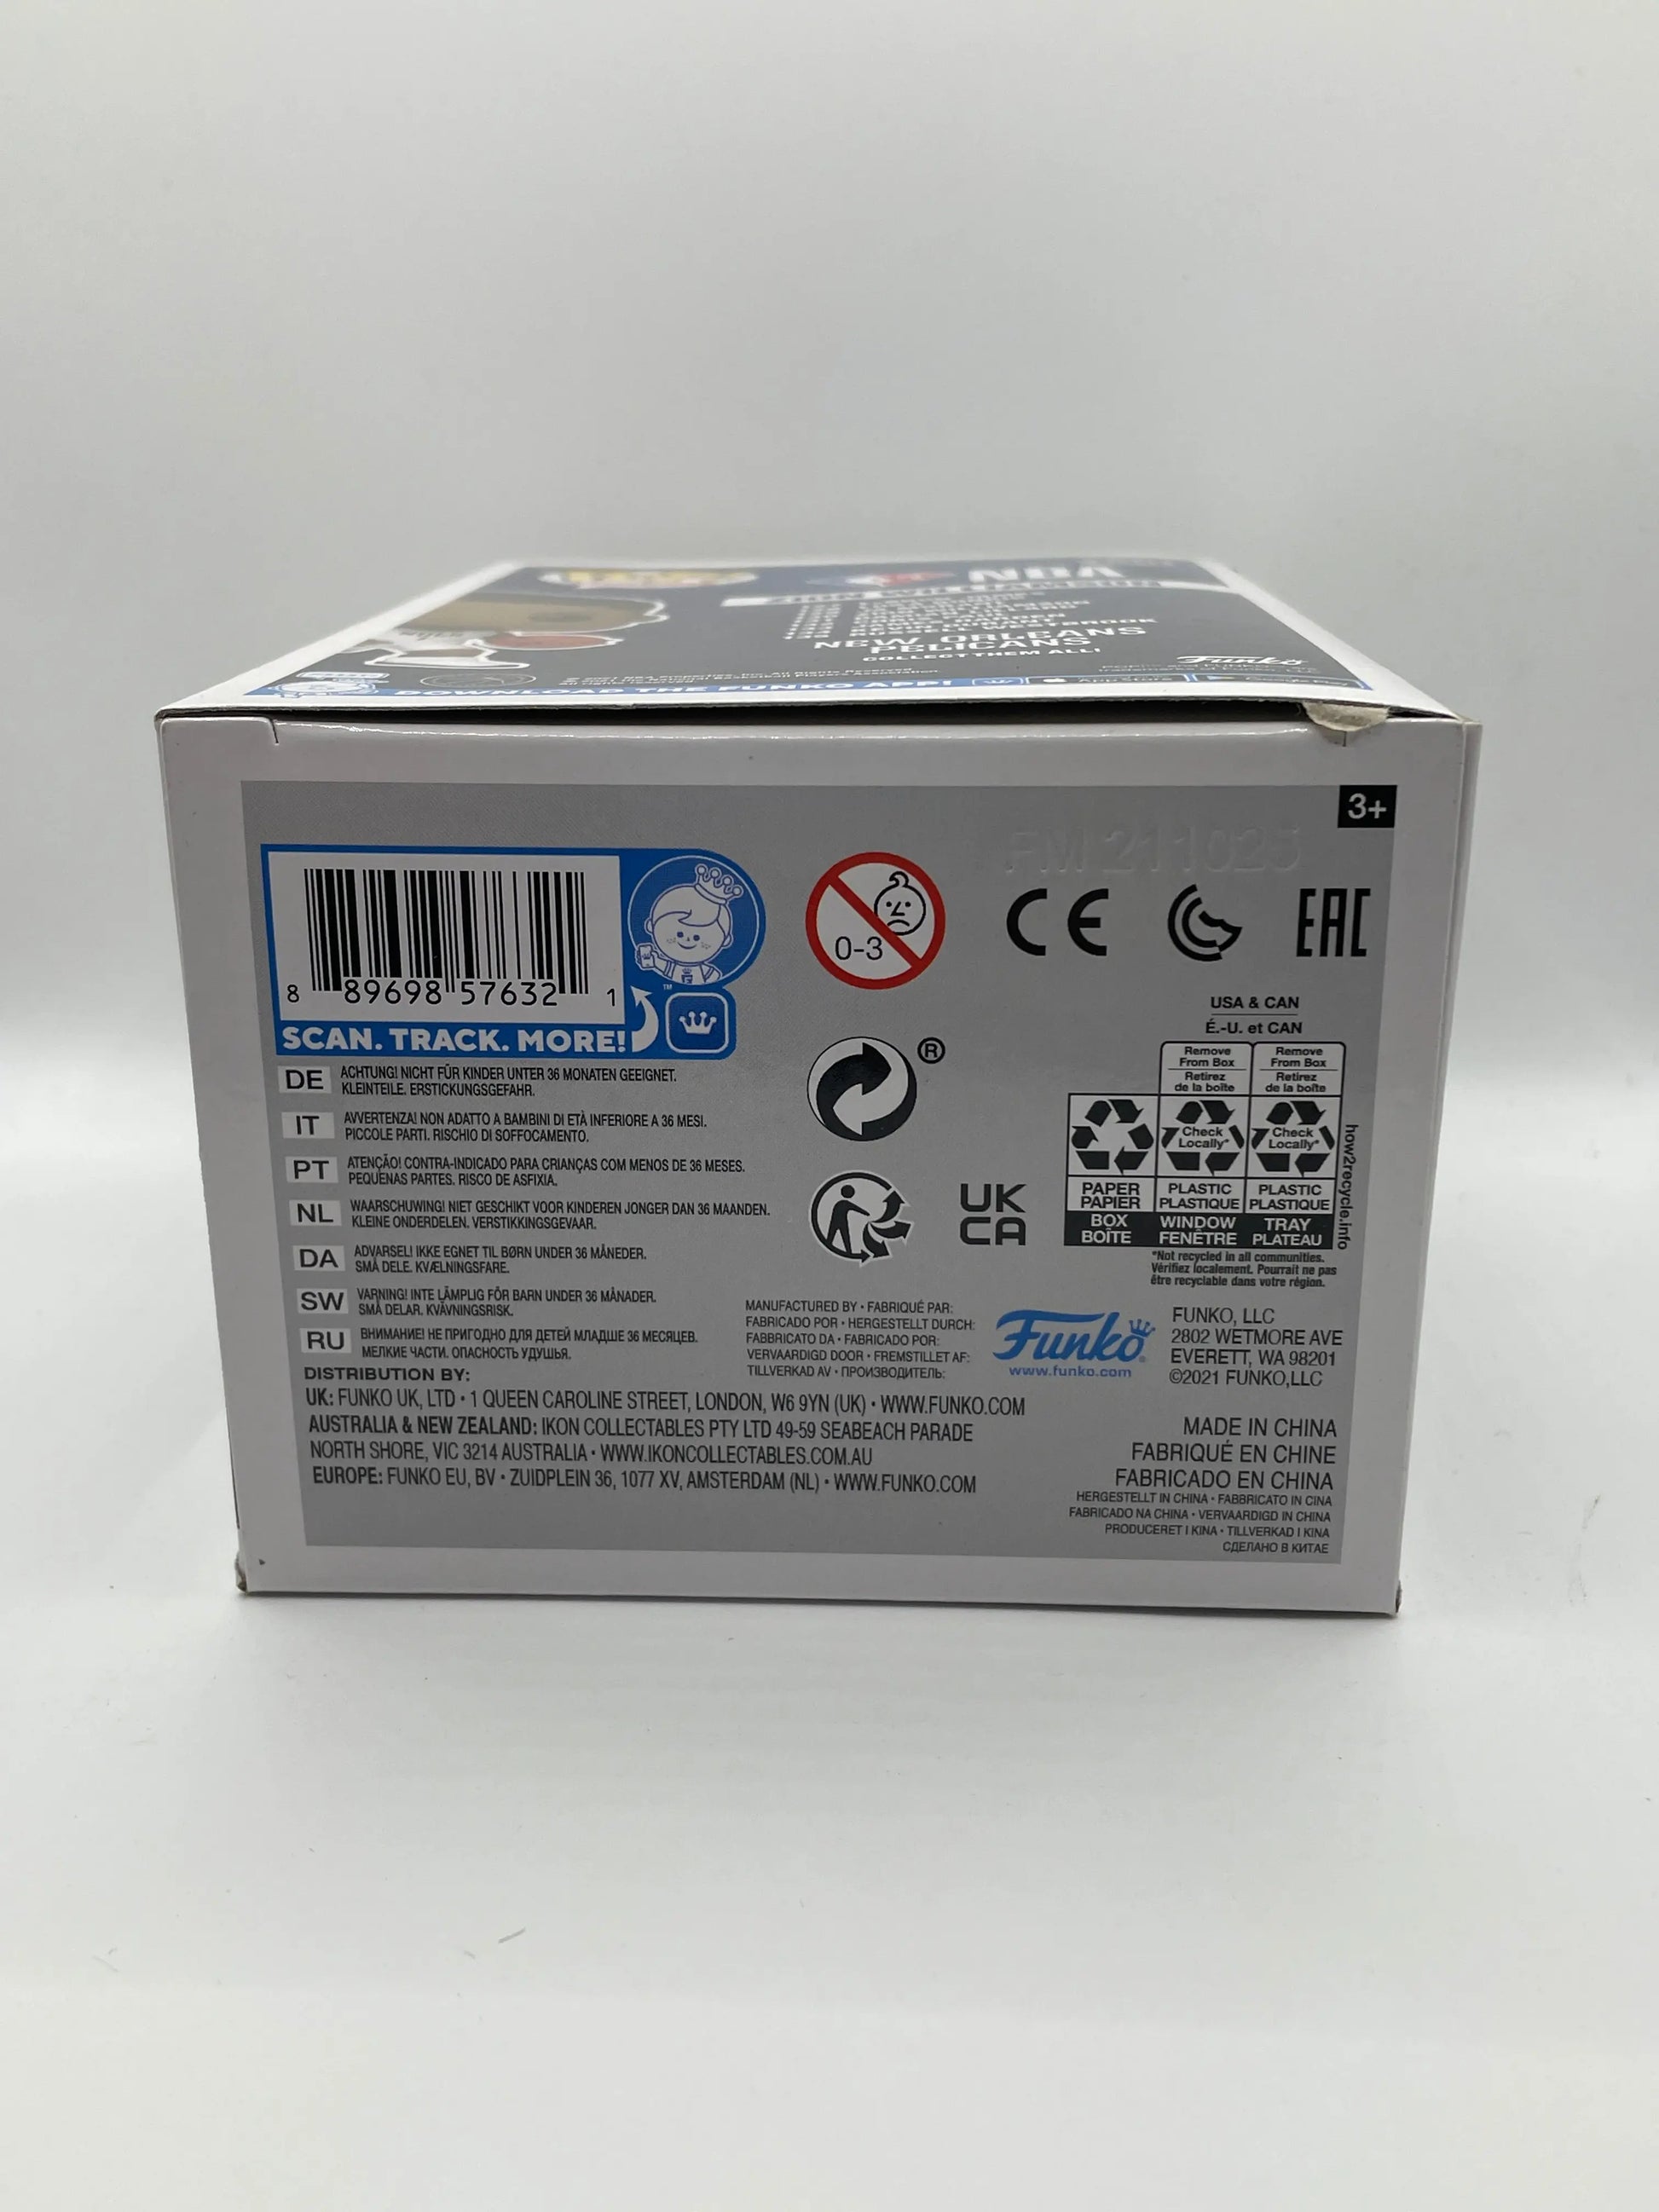 NBA
NEW ORLEANS
PELICANS
COLLECT THEM ALL!
Funko
DOWNLOAD THE FUNKO APP!
App Store
3+
FM 211025
8 89698 57632 1
SCAN. TRACK. MORE!
™
0-3
CE
EAC
®
UK
CA
USA & CAN
É.-U. et CAN
Remove From Box Retirez de la boîte
Remove From Box Retirez de la boîte
Check Locally*
Check Locally*
PAPER PAPIER
PLASTIC PLASTIQUE
PLASTIC PLASTIQUE
BOX BOÎTE
WINDOW FENÊTRE
TRAY PLATEAU
how2recycle.info
*Not recycled in all communities.
Vérifiez localement. Pourrait ne pas
être recyclable dans votre région.
DE ACHTUNG! NICHT FÜR KINDER UNTER 36 MONATEN GEEIGNET.
KLEINTEILE. ERSTICKUNGSGEFAHR.
IT AVVERTENZA! NON ADATTO A BAMBINI DI ETÀ INFERIORE A 36 MESI.
PICCOLE PARTI. RISCHIO DI SOFFOCAMENTO.
PT ATENÇÃO! CONTRA-INDICADO PARA CRIANÇAS COM MENOS DE 36 MESES.
PEQUENAS PARTES. RISCO DE ASFIXIA.
NL WAARSCHUWING! NIET GESCHIKT VOOR KINDEREN JONGER DAN 36 MAANDEN.
KLEINE ONDERDELEN. VERSTIKKINGSGEVAAR.
DA ADVARSEL! IKKE EGNET TIL BØRN UNDER 36 MÅNEDER.
SMÅ DELE. KVÆLNINGSFARE.
SW VARNING! INTE LÄMPLIG FÖR BARN UNDER 36 MÅNADER.
SMÅ DELAR. KVÄVNINGSRISK.
RU ВНИМАНИЕ! НЕ ПРИГОДНО ДЛЯ ДЕТЕЙ МЛАДШЕ 36 МЕСЯЦЕВ.
МЕЛКИЕ ЧАСТИ. ОПАСНОСТЬ УДУШЬЯ.
MANUFACTURED BY • FABRIQUÉ PAR:
FABRICADO POR • HERGESTELLT DURCH:
FABBRICATO DA • FABRICADO POR:
VERVAARDIGD DOOR • FREMSTILLET AF:
TILLVERKAD AV • ПРОИЗВОДИТЕЛЬ:
Funko®
www.funko.com
FUNKO, LLC
2802 WETMORE AVE
EVERETT, WA 98201
©2021 FUNKO,LLC
DISTRIBUTION BY:
UK: FUNKO UK, LTD • 1 QUEEN CAROLINE STREET, LONDON, W6 9YN (UK) • WWW.FUNKO.COM
AUSTRALIA & NEW ZEALAND: IKON COLLECTABLES PTY LTD 49-59 SEABEACH PARADE
NORTH SHORE, VIC 3214 AUSTRALIA • WWW.IKONCOLLECTABLES.COM.AU
EUROPE: FUNKO EU, BV • ZUIDPLEIN 36, 1077 XV, AMSTERDAM (NL) • WWW.FUNKO.COM
MADE IN CHINA
FABRIQUÉ EN CHINE
FABRICADO EN CHINA
HERGESTELLT IN CHINA • FABBRICATO IN CINA
FABRICADO NA CHINA • VERVAARDIGD IN CHINA
PRODUCERET I KINA • TILLVERKAD I KINA
СДЕЛАНО В КИТАЕ